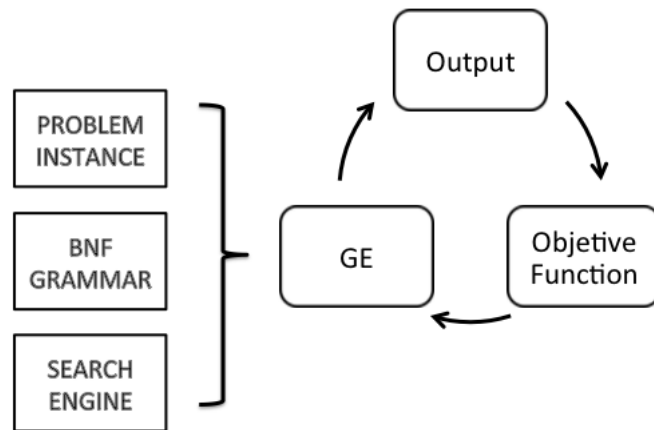 Output
PROBLEM
INSTANCE
BNF
GRAMMAR
GE
Objetive
Function
SEARCH
ENGINE